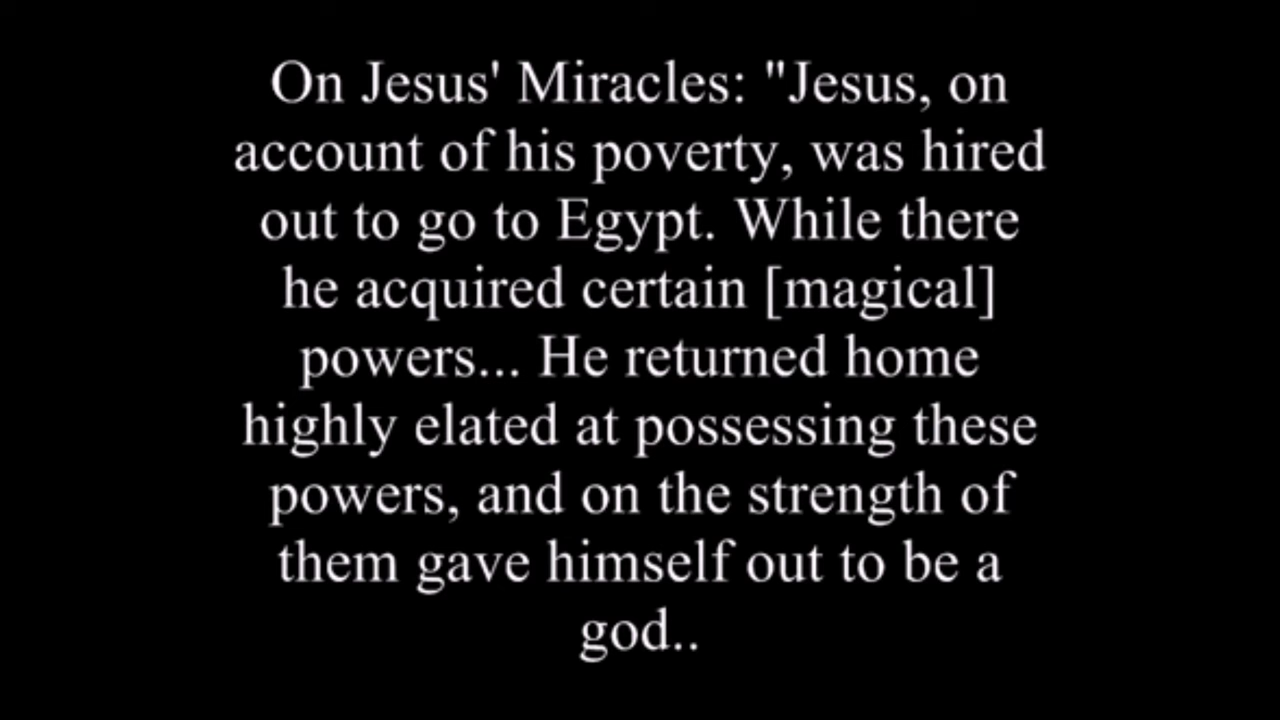 On Jesus' Miracles: "Jesus, on
account of his poverty, was hired
out to go to Egypt. While there
he acquired certain [magical]
powers... He returned home
highly elated at possessing these
powers, and on the strength of
them gave himself out to be a
god..